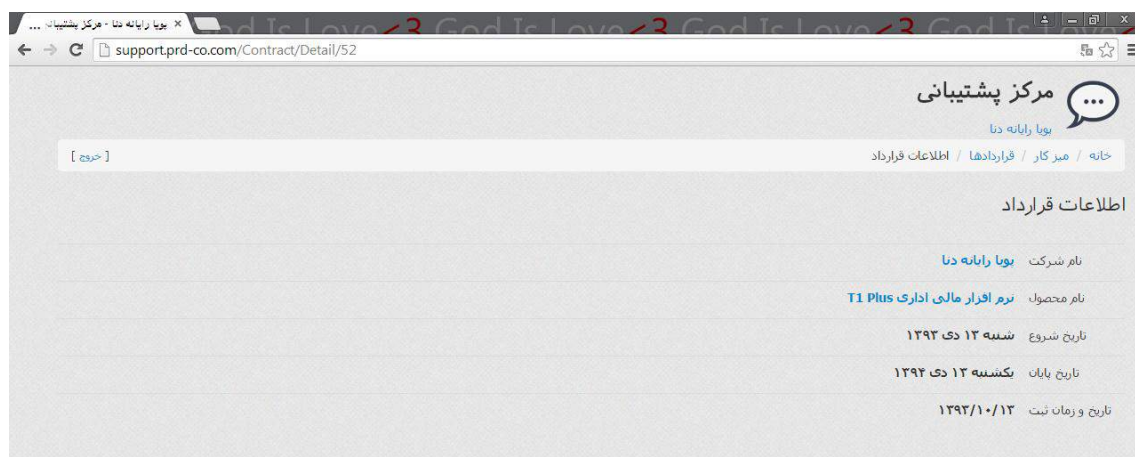 God Is Love<3 God Is Love<3 God Is Love<3 God Is Love
پویا رایانه دنا - مرکز پشتیبانی ...
support.prd-co.com/Contract/Detail/52
مرکز پشتیبانی
پویا رایانه دنا
خانه / میز کار / قراردادها / اطلاعات قرارداد
[ خروج ]
اطلاعات قرارداد
نام شرکت پویا رایانه دنا
نام محصول نرم افزار مالی اداری T1 Plus
تاریخ شروع شنبه ۱۳ دی ۱۳۹۳
تاریخ پایان یکشنبه ۱۳ دی ۱۳۹۴
تاریخ و زمان ثبت ۱۳۹۳/۱۰/۱۳